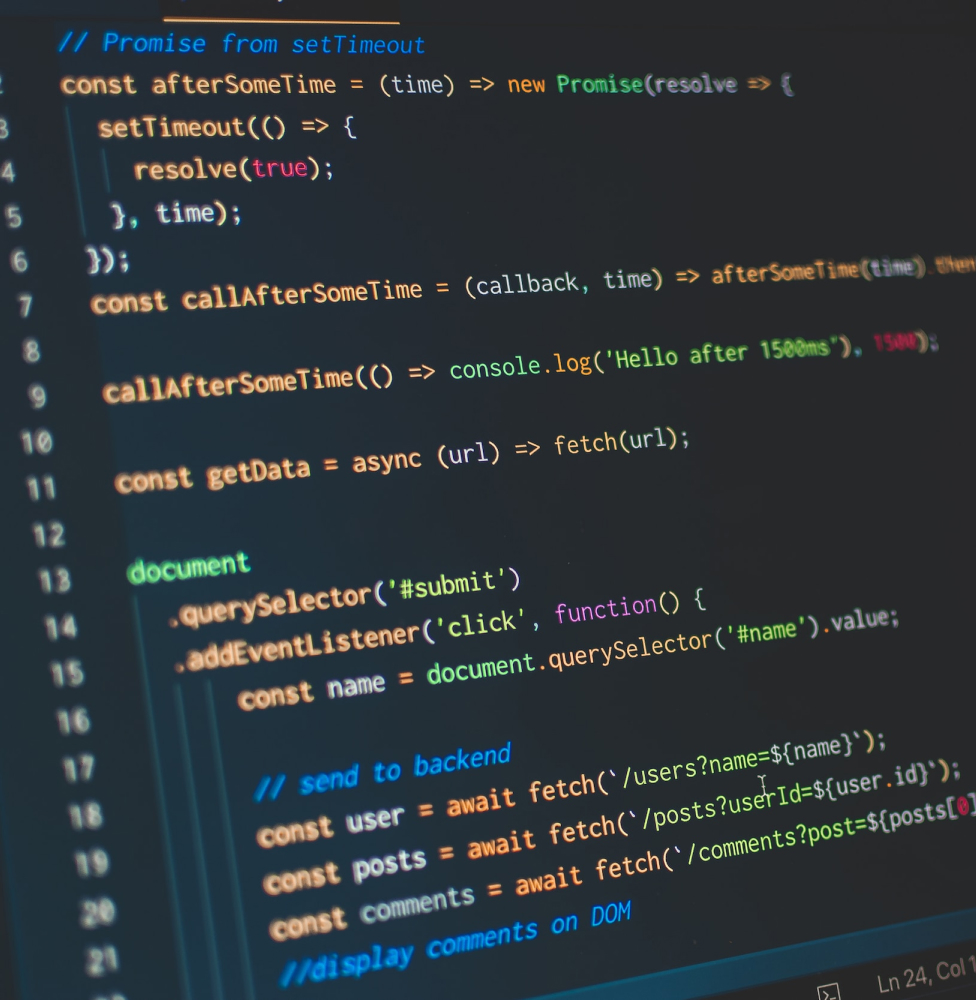 // Promise from setTimeout
2 const afterSomeTime = (time) => new Promise(resolve => {
3 setTimeout(() => {
4 resolve(true);
5 }, time);
6 });
7 const callAfterSomeTime = (callback, time) => afterSomeTime(time).then
8
9 callAfterSomeTime(() => console.log('Hello after 1500ms'), 1500);
10
11 const getData = async (url) => fetch(url);
12
13 document
14 .querySelector('#submit')
15 .addEventListener('click', function() {
16 const name = document.querySelector('#name').value;
17
18 // send to backend
19 const user = await fetch(`/users?name=${name}`);
20 const posts = await fetch(`/posts?userId=${user.id}`);
21 const comments = await fetch(`/comments?post=${posts[0]
//display comments on DOM
Ln 24, Col 1